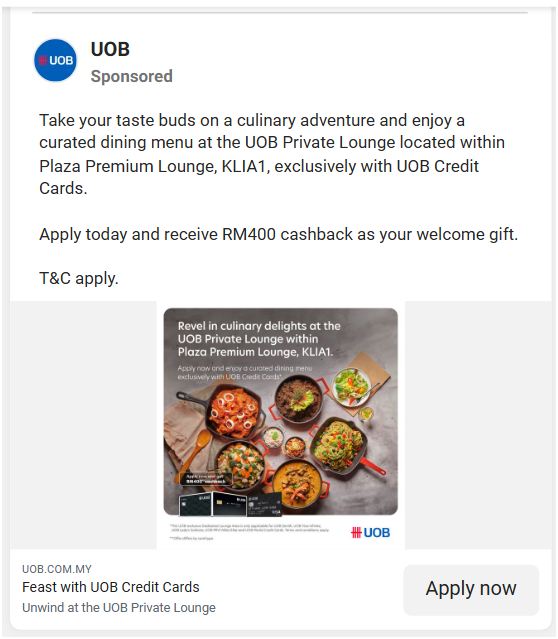 UOB
UOB
Sponsored
Take your taste buds on a culinary adventure and enjoy a
curated dining menu at the UOB Private Lounge located within
Plaza Premium Lounge, KLIA1, exclusively with UOB Credit
Cards.
Apply today and receive RM400 cashback as your welcome gift.
T&C apply.
Revel in culinary delights at the
UOB Private Lounge within
Plaza Premium Lounge, KLIA1.
Apply now and enjoy a curated dining menu
exclusively with UOB Credit Cards*
Apply now and get
RM400 cashback
UOB
UOB.COM.MY
Feast with UOB Credit Cards
Unwind at the UOB Private Lounge
Apply now